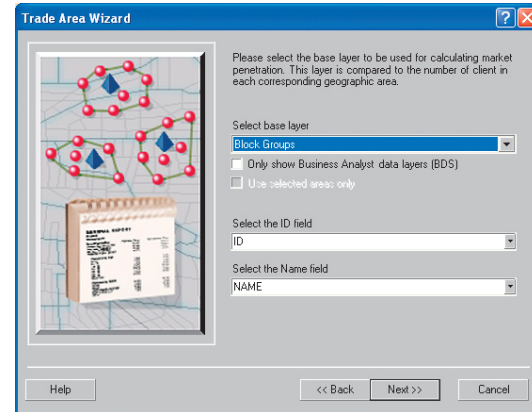 Trade Area Wizard
Please select the base layer to be used for calculating market
penetration. This layer is compared to the number of client in
each corresponding geographic area.
Select base layer
Block Groups
Only show Business Analyst data layers (BDS)
Use selected areas only
Select the ID field
ID
Select the Name field
NAME
GENERAL REPORT
Help
<< Back
Next >>
Cancel